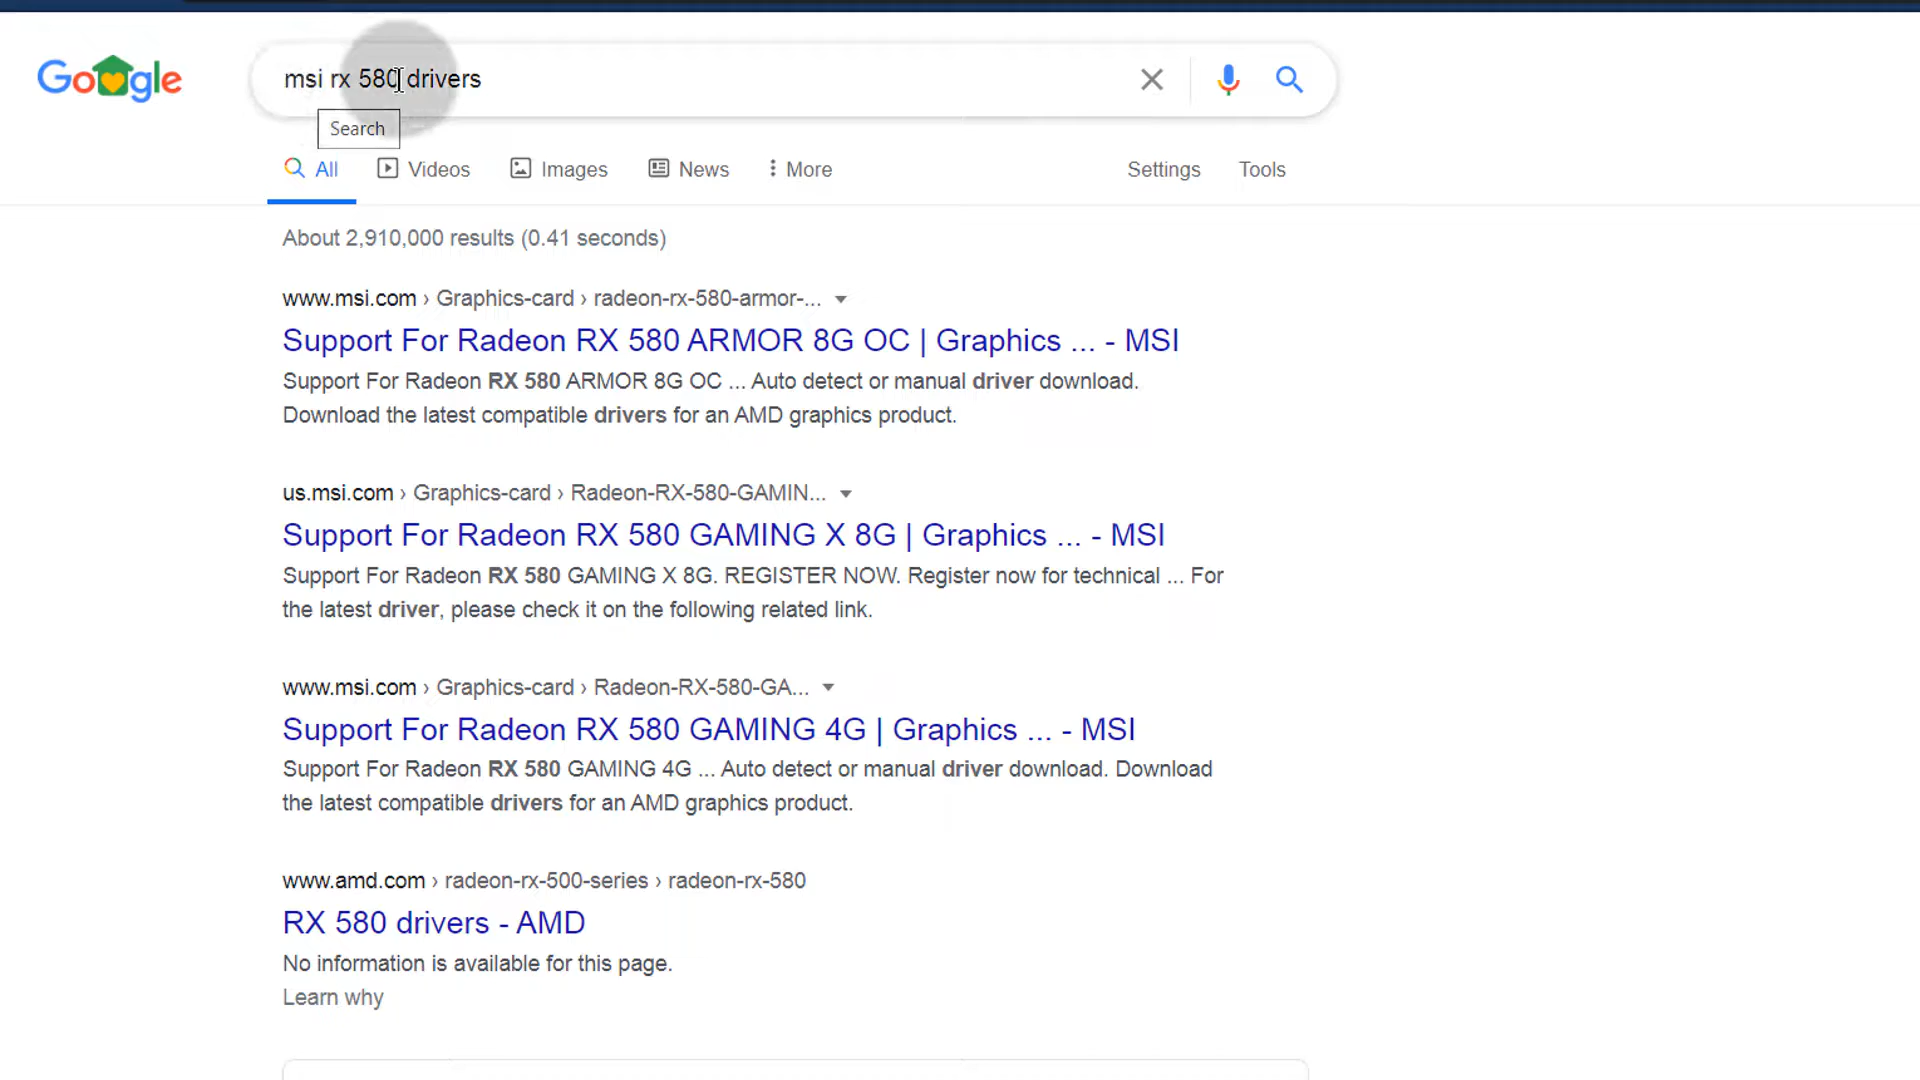 Google
msi rx 580 drivers
Search
All Videos Images News More Settings Tools
About 2,910,000 results (0.41 seconds)
www.msi.com › Graphics-card › radeon-rx-580-armor-...
Support For Radeon RX 580 ARMOR 8G OC | Graphics ... - MSI
Support For Radeon RX 580 ARMOR 8G OC ... Auto detect or manual driver download.
Download the latest compatible drivers for an AMD graphics product.
us.msi.com › Graphics-card › Radeon-RX-580-GAMIN...
Support For Radeon RX 580 GAMING X 8G | Graphics ... - MSI
Support For Radeon RX 580 GAMING X 8G. REGISTER NOW. Register now for technical ... For
the latest driver, please check it on the following related link.
www.msi.com › Graphics-card › Radeon-RX-580-GA...
Support For Radeon RX 580 GAMING 4G | Graphics ... - MSI
Support For Radeon RX 580 GAMING 4G ... Auto detect or manual driver download. Download
the latest compatible drivers for an AMD graphics product.
www.amd.com › radeon-rx-500-series › radeon-rx-580
RX 580 drivers - AMD
No information is available for this page.
Learn why